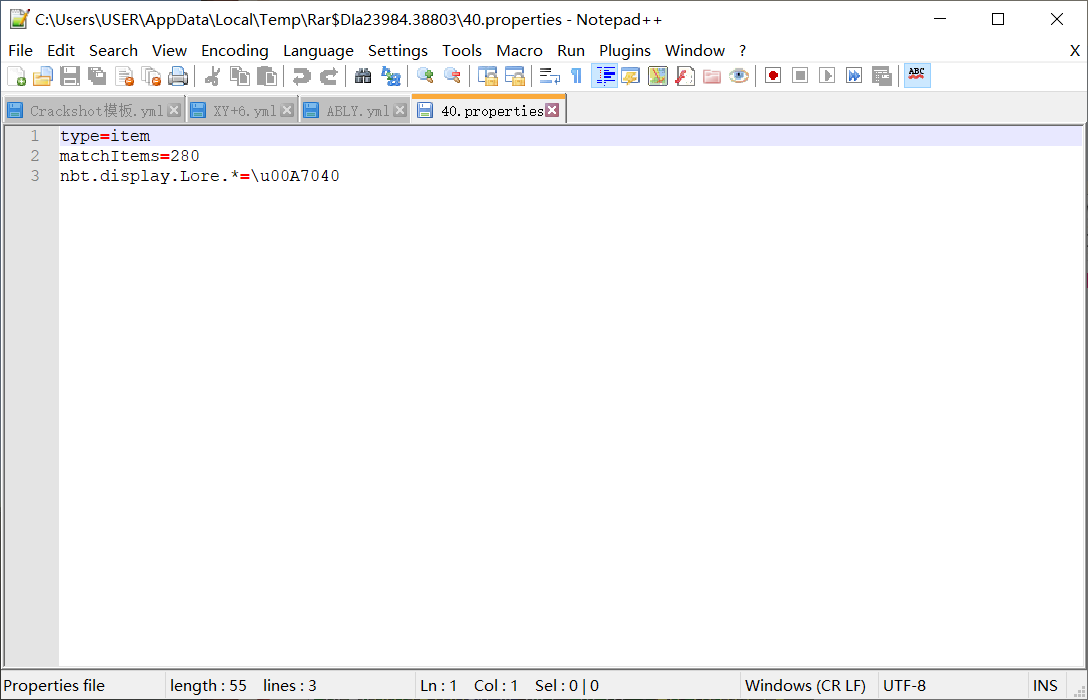 C:\Users\USER\AppData\Local\Temp\Rar$DIa23984.38803\40.properties - Notepad++
File Edit Search View Encoding Language Settings Tools Macro Run Plugins Window ? X
ABC
Crackshot模板.yml XY+6.yml ABLY.yml 40.properties
1 type=item
2 matchItems=280
3 nbt.display.Lore.*=\u00A7040
Properties file length : 55 lines : 3 Ln : 1 Col : 1 Sel : 0 | 0 Windows (CR LF) UTF-8 INS